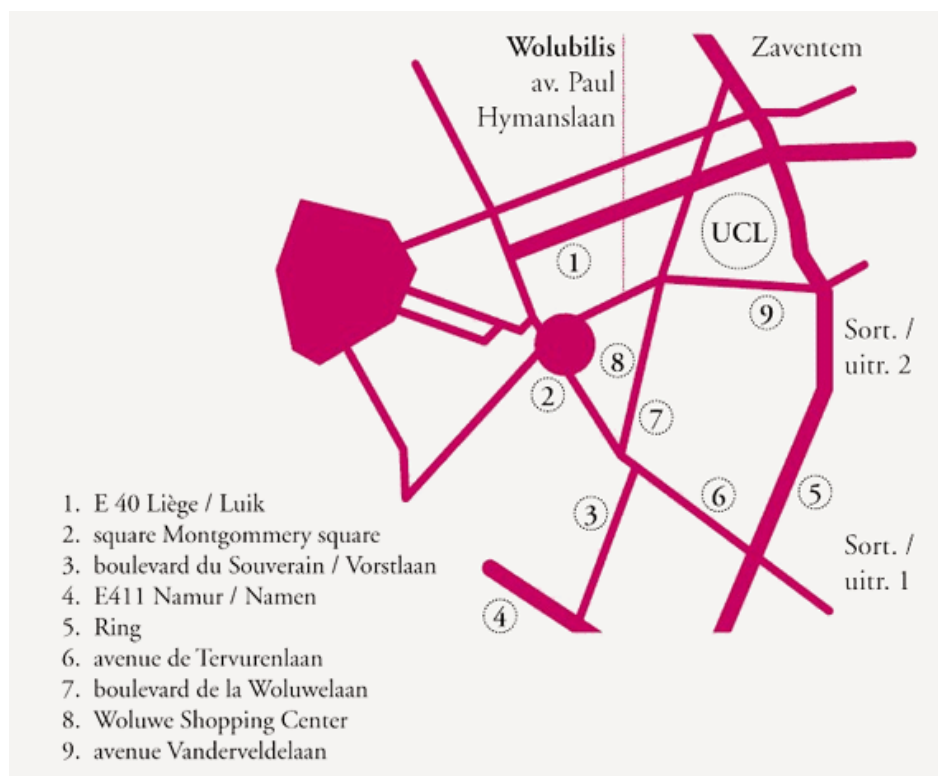 Wolubilis
av. Paul
Hymanslaan
Zaventem
UCL
1
9
8
2
7
Sort. /
uitr. 2
6
5
3
4
Sort. /
uitr. 1
1. E 40 Liège / Luik
2. square Montgommery square
3. boulevard du Souverain / Vorstlaan
4. E411 Namur / Namen
5. Ring
6. avenue de Tervurenlaan
7. boulevard de la Woluwelaan
8. Woluwe Shopping Center
9. avenue Vanderveldelaan